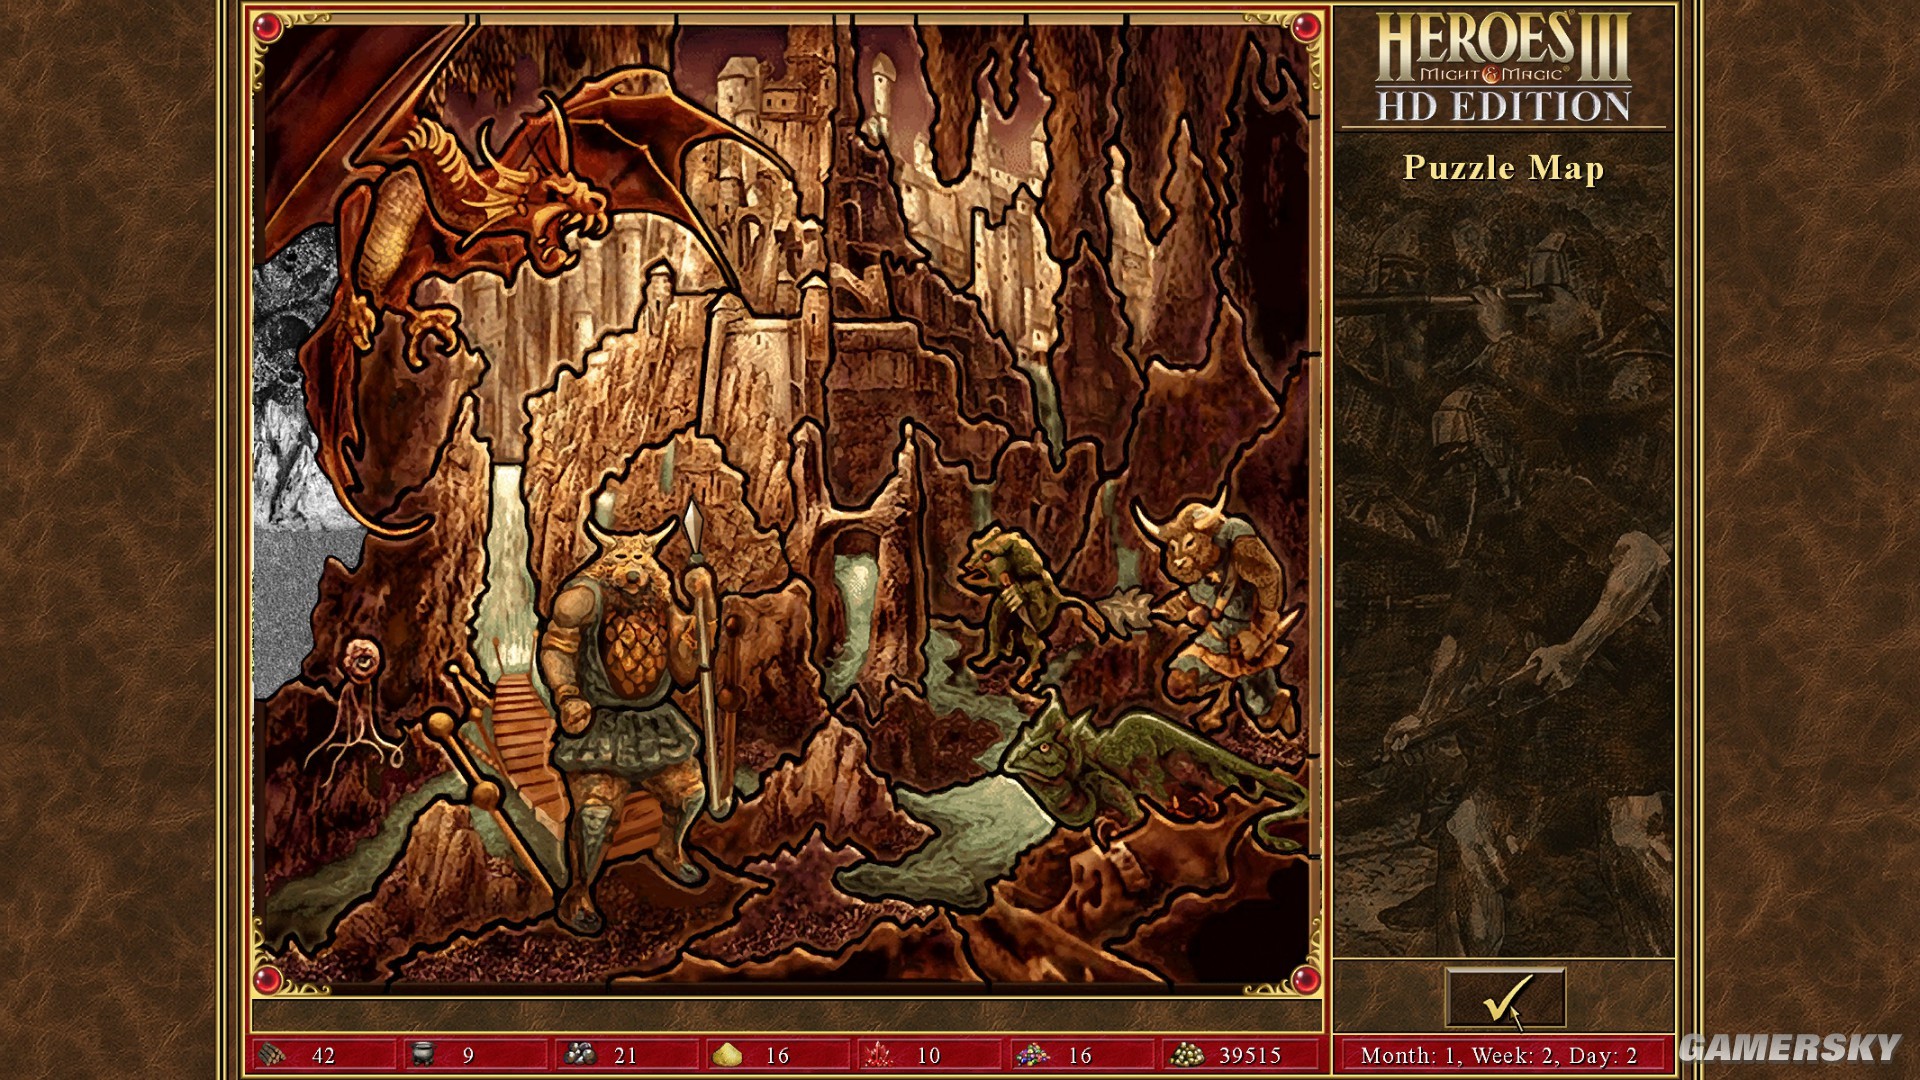 HEROES III
MIGHT & MAGIC
HD EDITION
Puzzle Map
42
9
21
16
10
16
39515
Month: 1, Week: 2, Day: 2
GAMERSKY